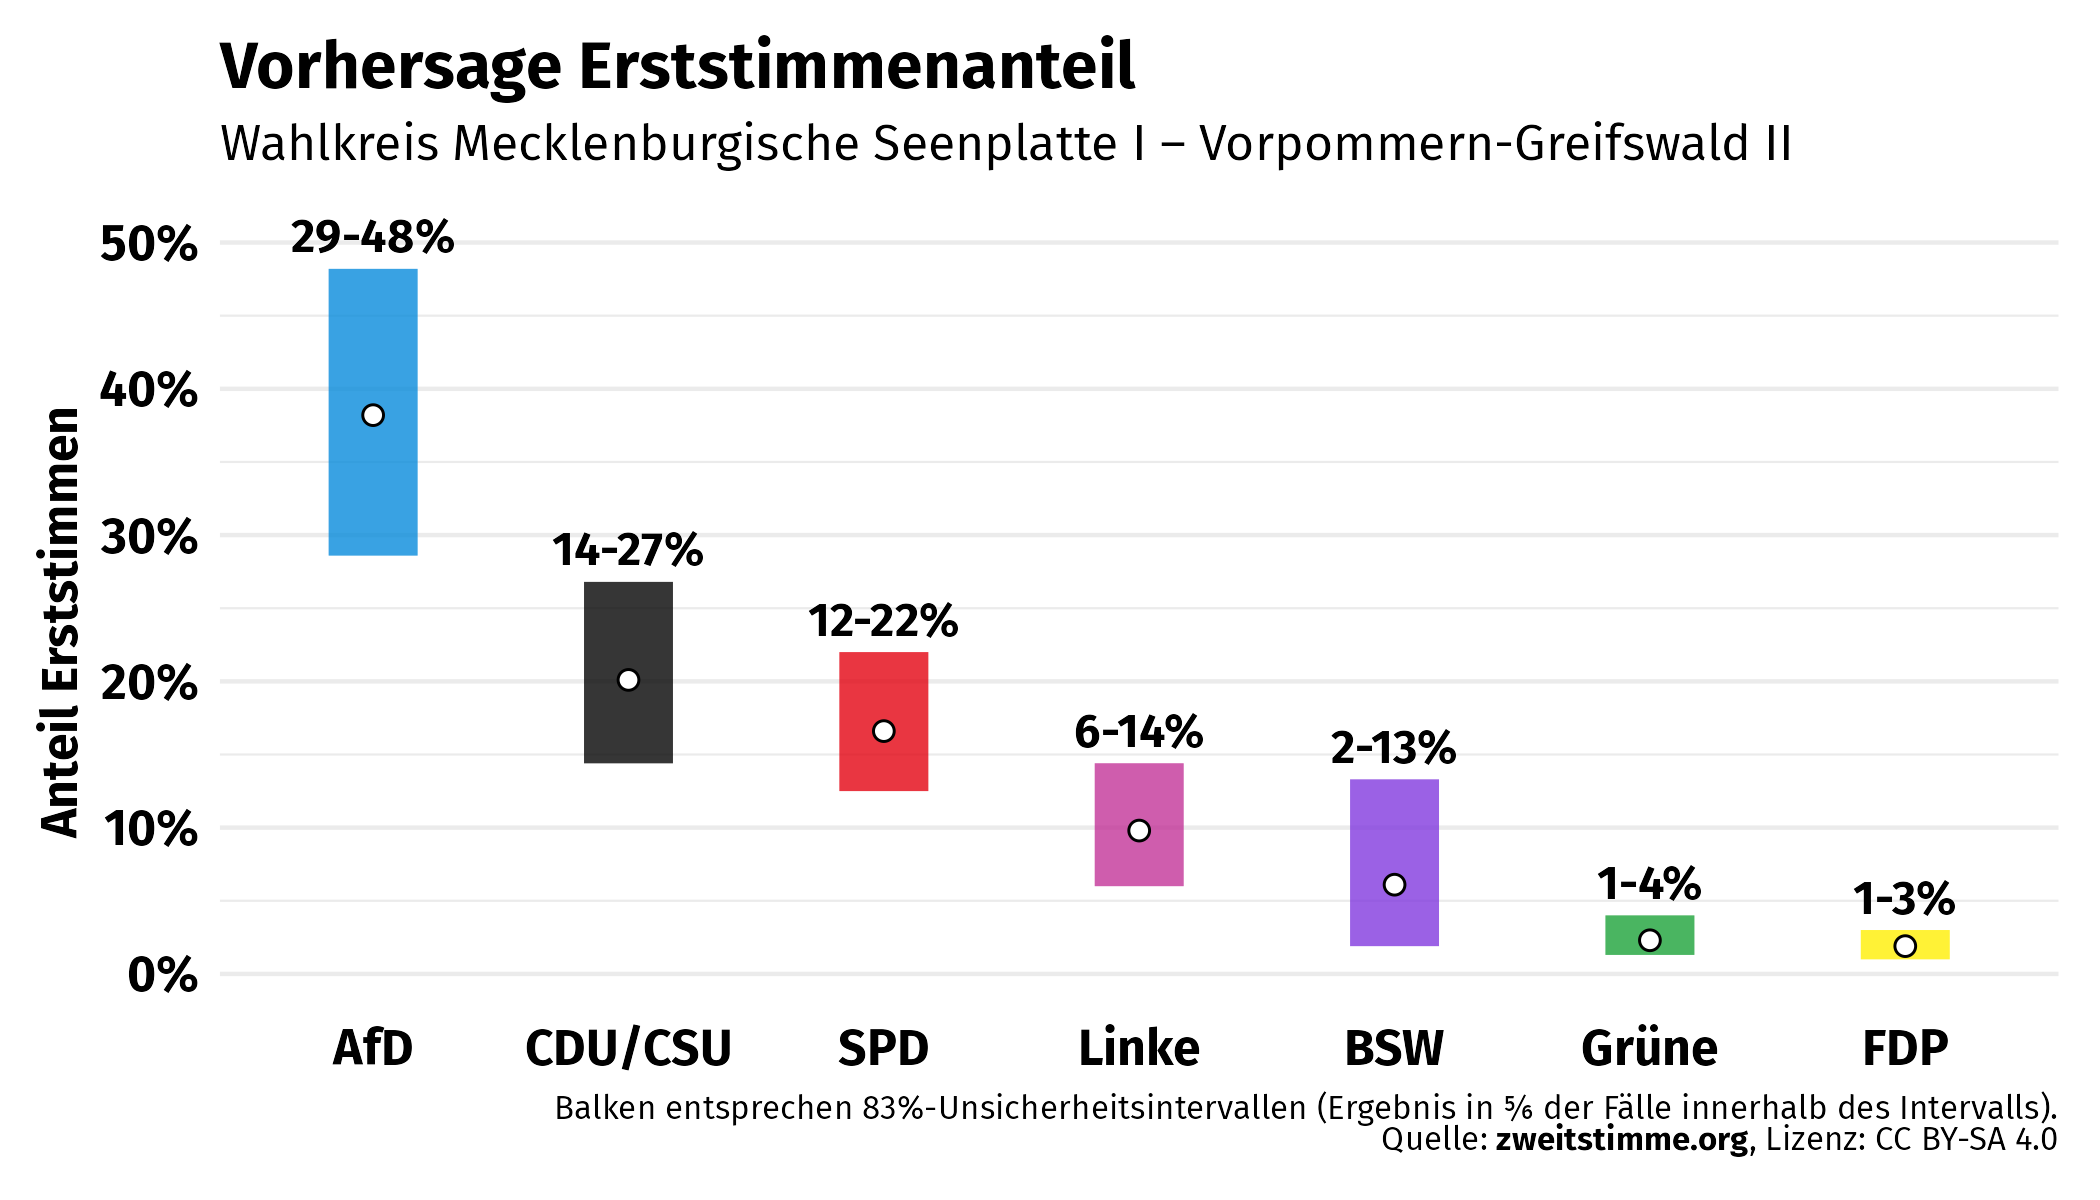 Vorhersage Erststimmenanteil
Wahlkreis Mecklenburgische Seenplatte I – Vorpommern-Greifswald II
Anteil Erststimmen
50%
40%
30%
20%
10%
0%
29-48%
14-27%
12-22%
6-14%
2-13%
1-4%
1-3%
AfD CDU/CSU SPD Linke BSW Grüne FDP
Balken entsprechen 83%-Unsicherheitsintervallen (Ergebnis in ⅚ der Fälle innerhalb des Intervalls).
Quelle: zweitstimme.org, Lizenz: CC BY-SA 4.0